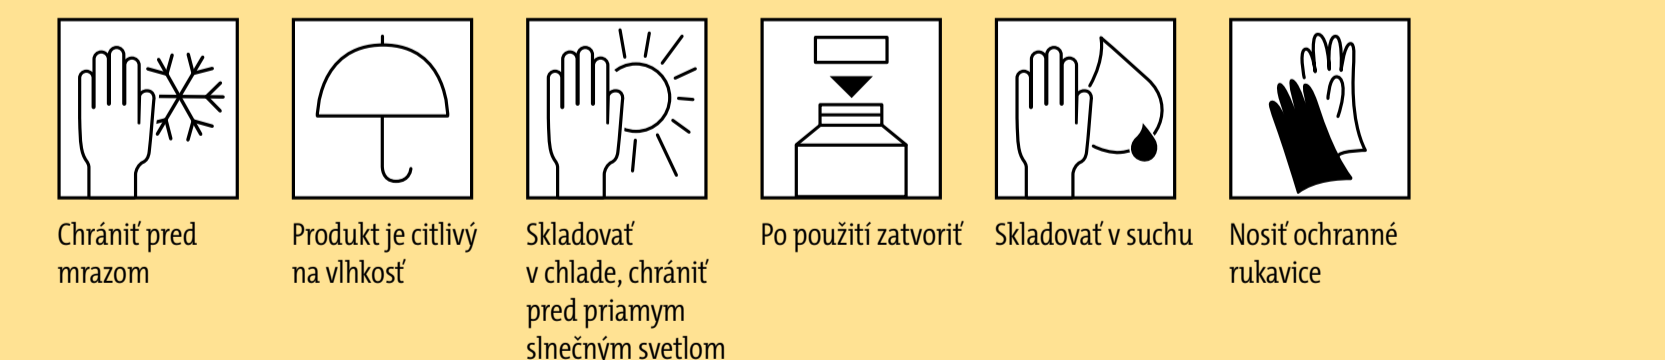 Chrániť pred
mrazom
Produkt je citlivý
na vlhkosť
Skladovať
v chlade, chrániť
pred priamym
slnečným svetlom
Po použití zatvoriť
Skladovať v suchu
Nosiť ochranné
rukavice